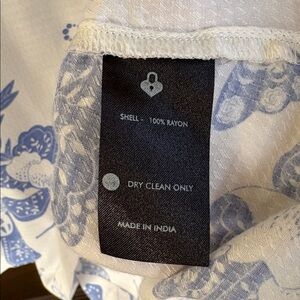 SHELL - 100% RAYON
DRY CLEAN ONLY
MADE IN INDIA